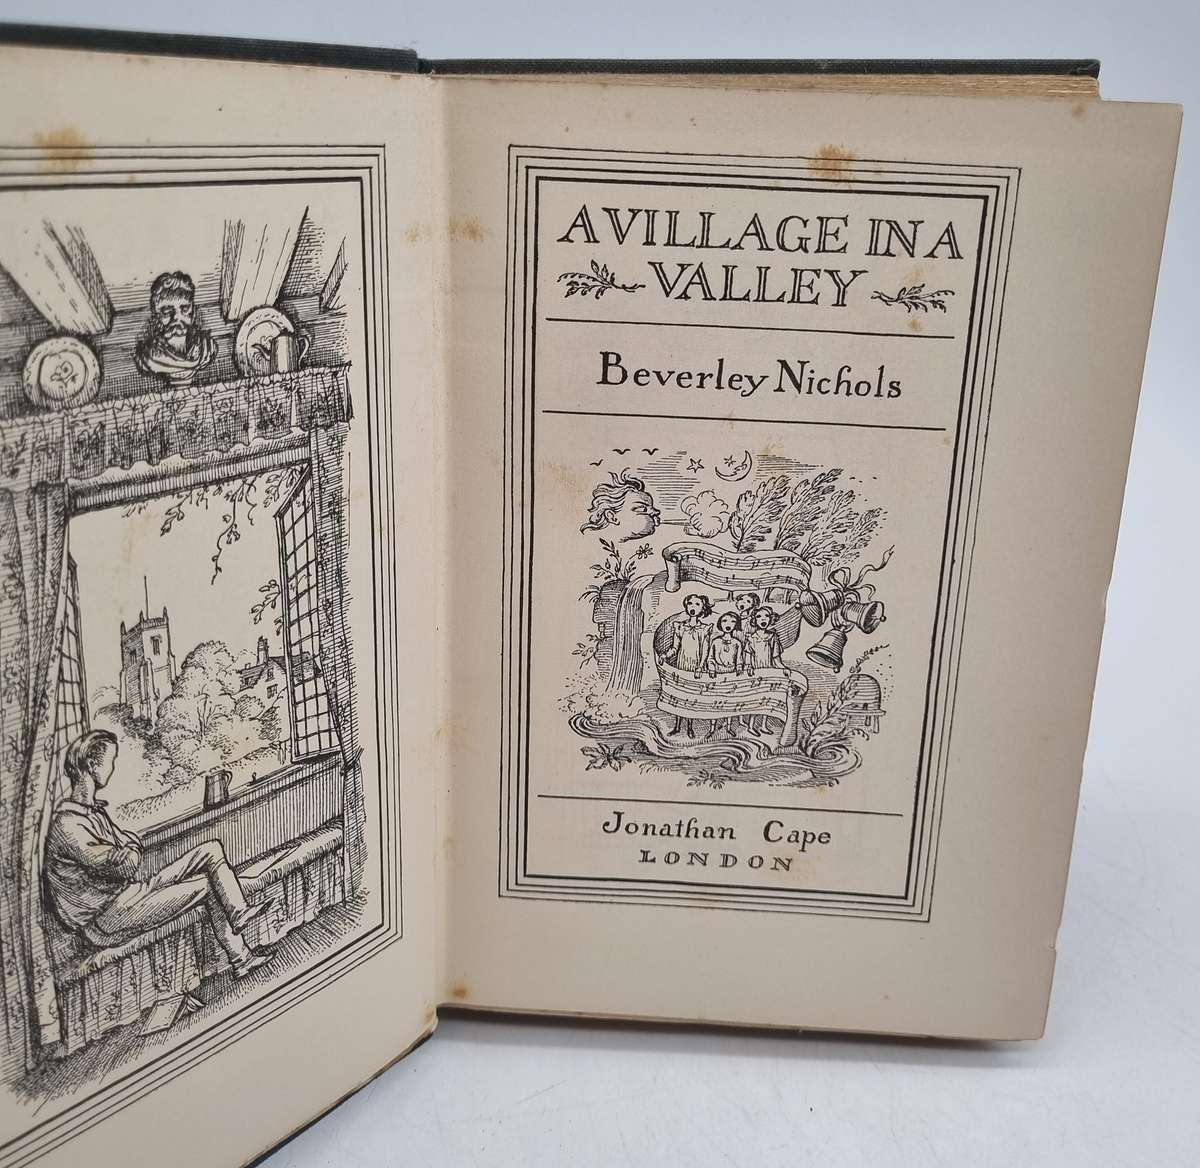 A VILLAGE IN A
VALLEY
Beverley Nichols
Jonathan Cape
LONDON